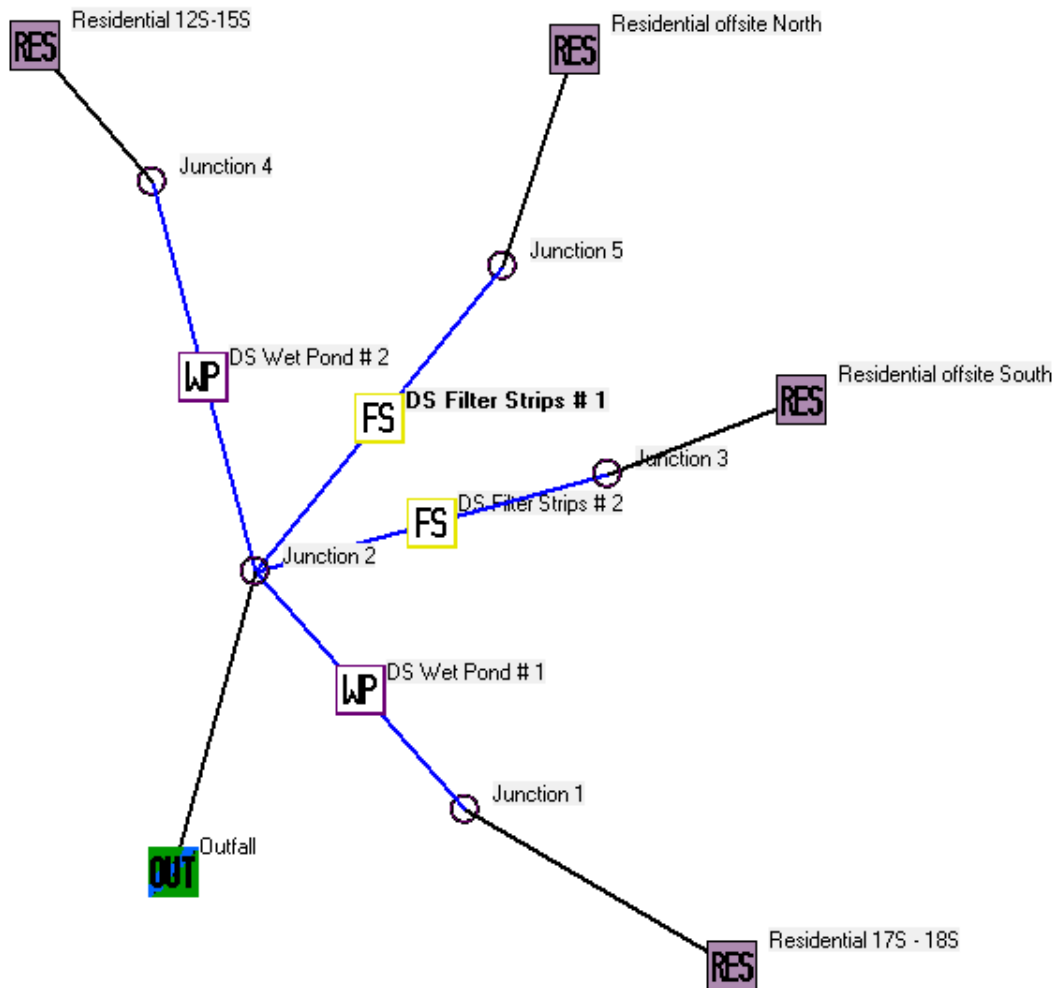 Residential 12S-15S
RES
Residential offsite North
RES
Junction 4
Junction 5
DS Wet Pond # 2
WP
DS Filter Strips # 1
FS
Residential offsite South
RES
Junction 3
DS Filter Strips # 2
FS
Junction 2
DS Wet Pond # 1
WP
Junction 1
Outfall
OUT
Residential 17S - 18S
RES